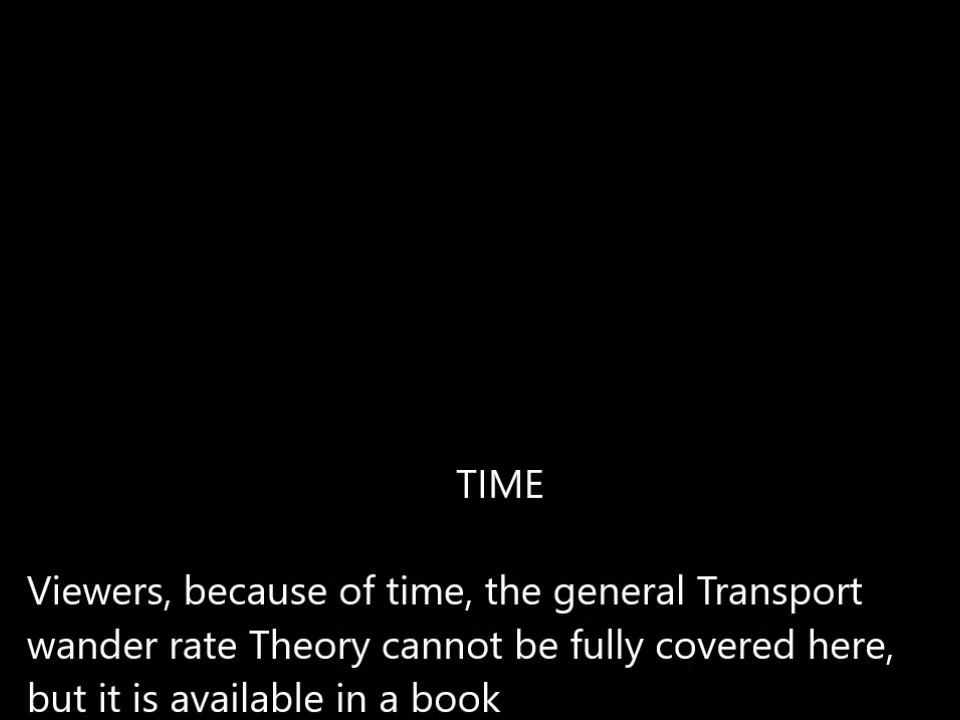 TIME
Viewers, because of time, the general Transport
wander rate Theory cannot be fully covered here,
but it is available in a book